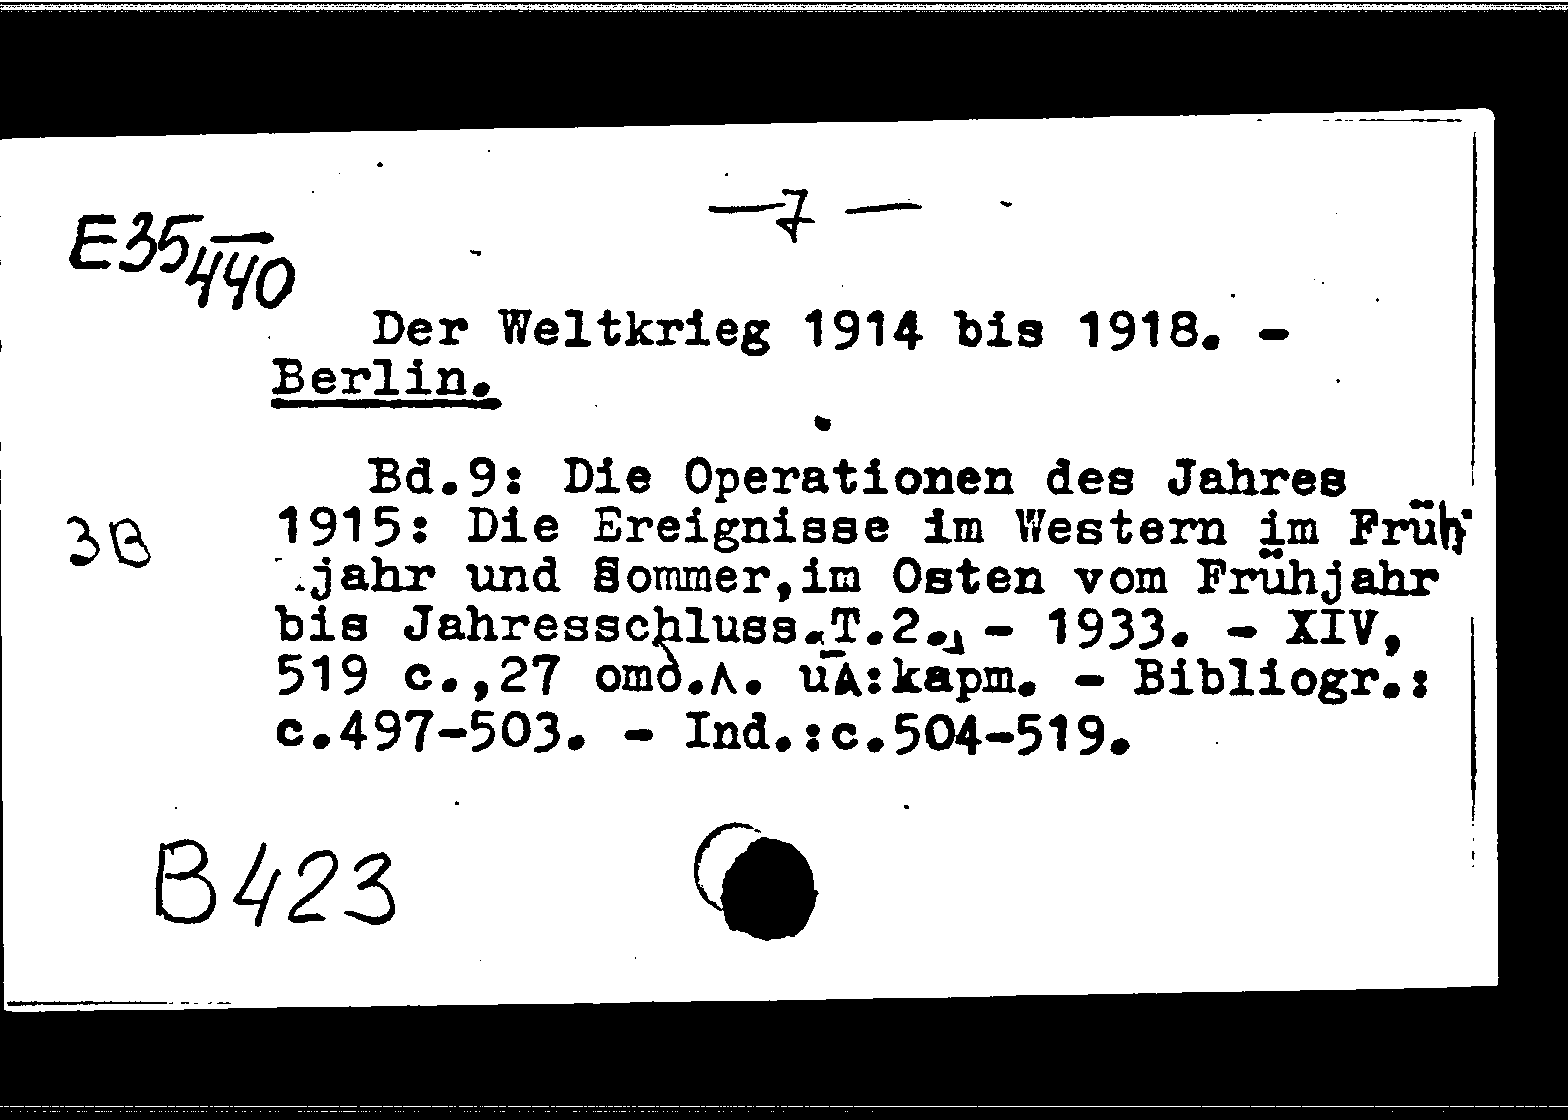 — 7 —
E35/440
Der Weltkrieg 1914 bis 1918. –
Berlin.
Bd.9: Die Operationen des Jahres
1915: Die Ereignisse im Western im Früh-
jahr und Sommer,im Osten vom Frühjahr
3B
bis Jahresschluss. T.2. – 1933. – XIV,
519 c.,27 отд.л. ил:карт. – Bibliogr.:
c.497-503. – Ind.:c.504-519.
B423